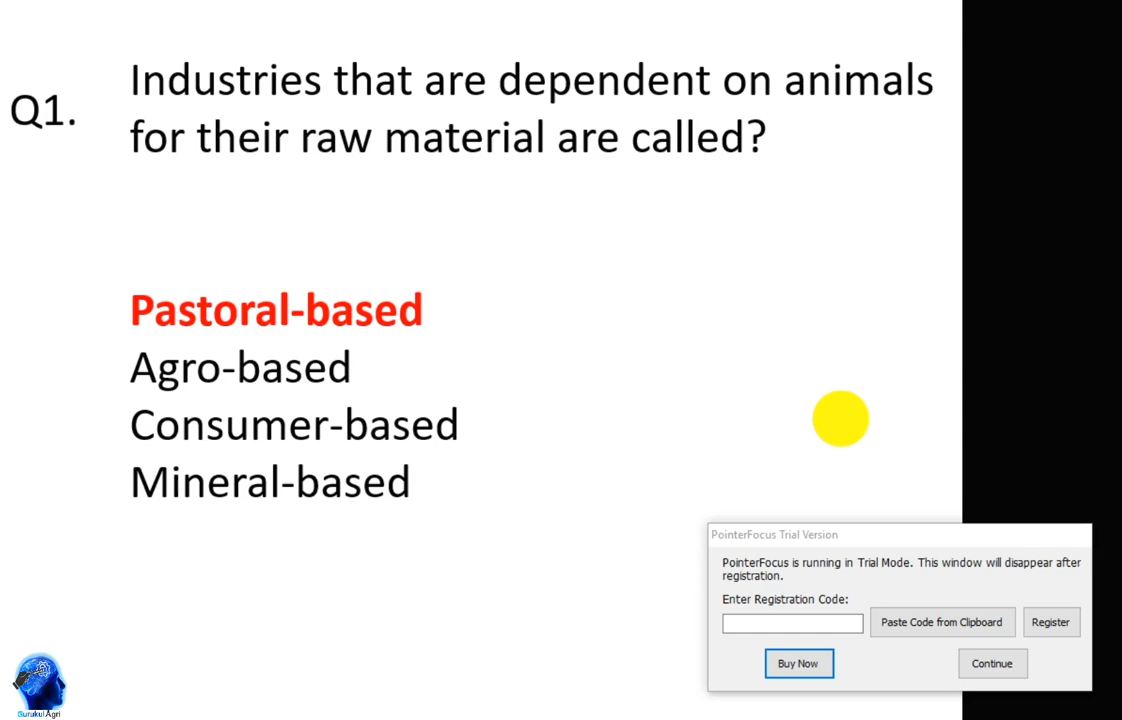 Industries that are dependent on animals
Q1.
for their raw material are called?
Pastoral-based
Agro-based
Consumer-based
Mineral-based
PointerFocus Trial Version
PointerFocus is running in Trial Mode. This window will disappear after
registration.
Enter Registration Code:
Paste Code from Clipboard
Register
Buy Now
Continue
Gurukul Agri